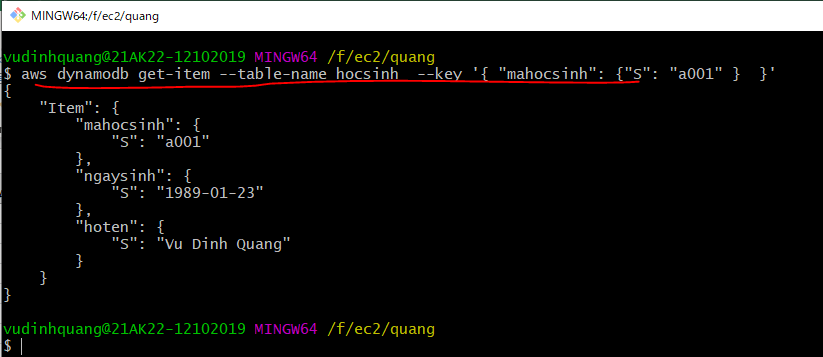 MINGW64:/f/ec2/quang
vudinhquang@21AK22-12102019 MINGW64 /f/ec2/quang
$ aws dynamodb get-item --table-name hocsinh  --key '{ "mahocsinh": {"S": "a001" }  }'
{
    "Item": {
        "mahocsinh": {
            "S": "a001"
        },
        "ngaysinh": {
            "S": "1989-01-23"
        },
        "hoten": {
            "S": "Vu Dinh Quang"
        }
    }
}
vudinhquang@21AK22-12102019 MINGW64 /f/ec2/quang
$